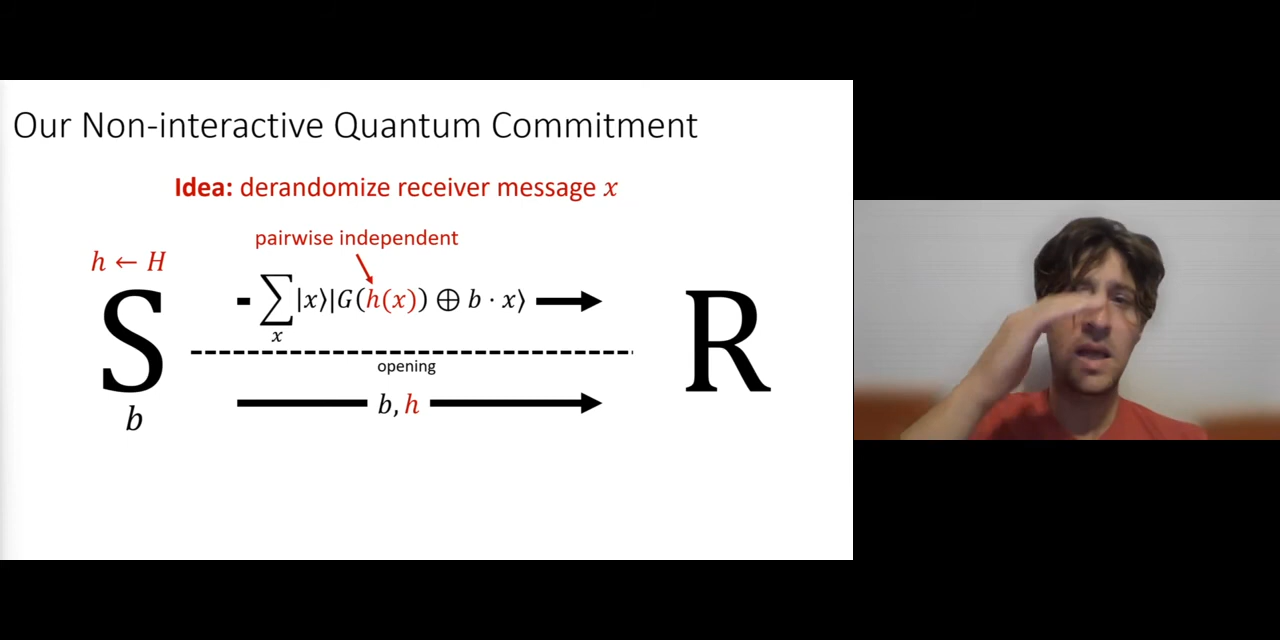 Our Non-interactive Quantum Commitment
Idea: derandomize receiver message x
pairwise independent
h ← H
∑ₓ |x⟩|G(h(x)) ⊕ b · x⟩
S
R
opening
b, h
b